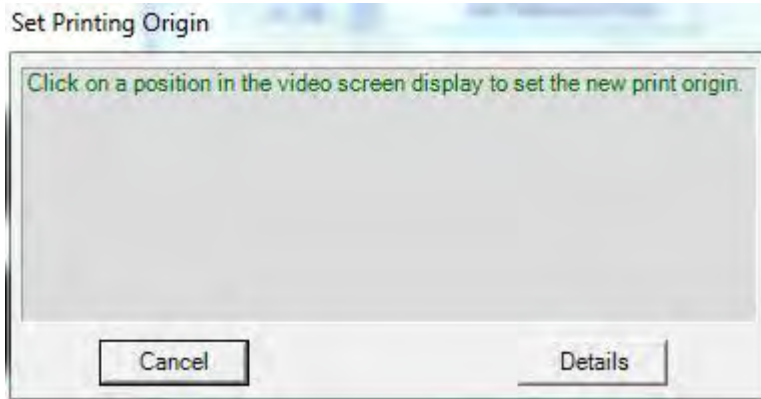 Set Printing Origin
Click on a position in the video screen display to set the new print origin.
Cancel
Details